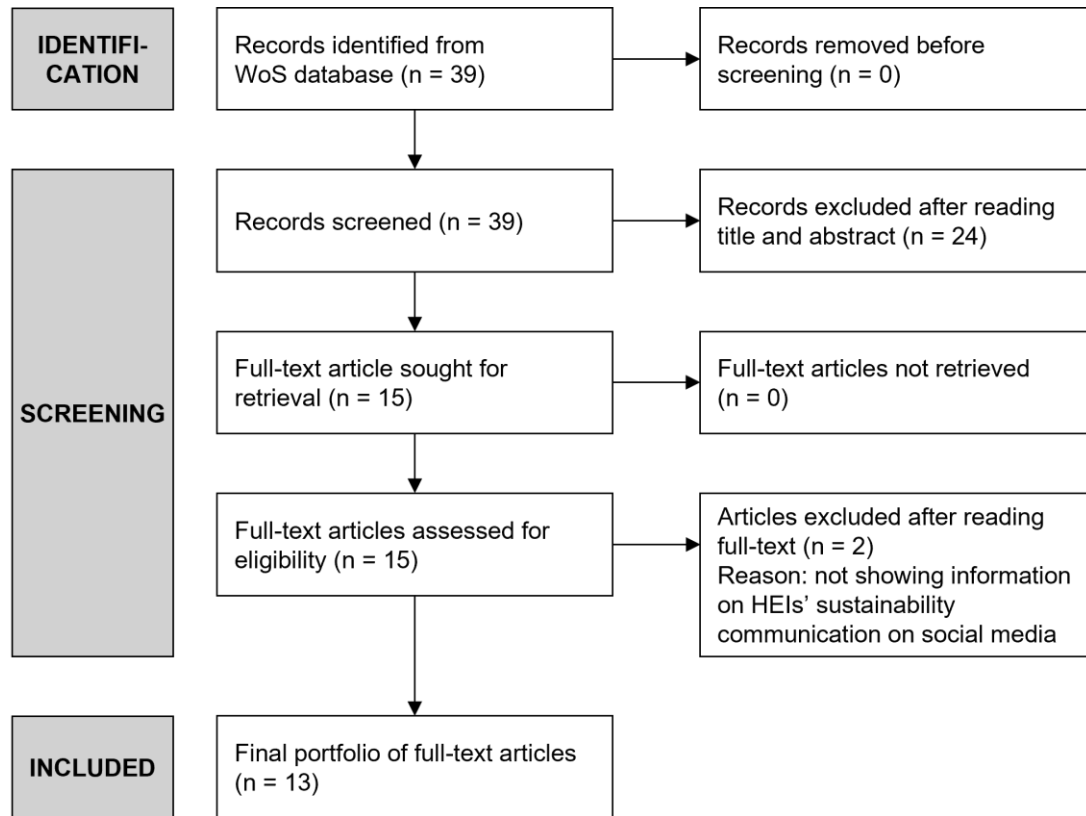 IDENTIFI-
CATION
Records identified from
WoS database (n = 39)
Records removed before
screening (n = 0)
SCREENING
Records screened (n = 39)
Records excluded after reading
title and abstract (n = 24)
Full-text article sought for
retrieval (n = 15)
Full-text articles not retrieved
(n = 0)
Full-text articles assessed for
eligibility (n = 15)
Articles excluded after reading
full-text (n = 2)
Reason: not showing information
on HEIs’ sustainability
communication on social media
INCLUDED
Final portfolio of full-text articles
(n = 13)